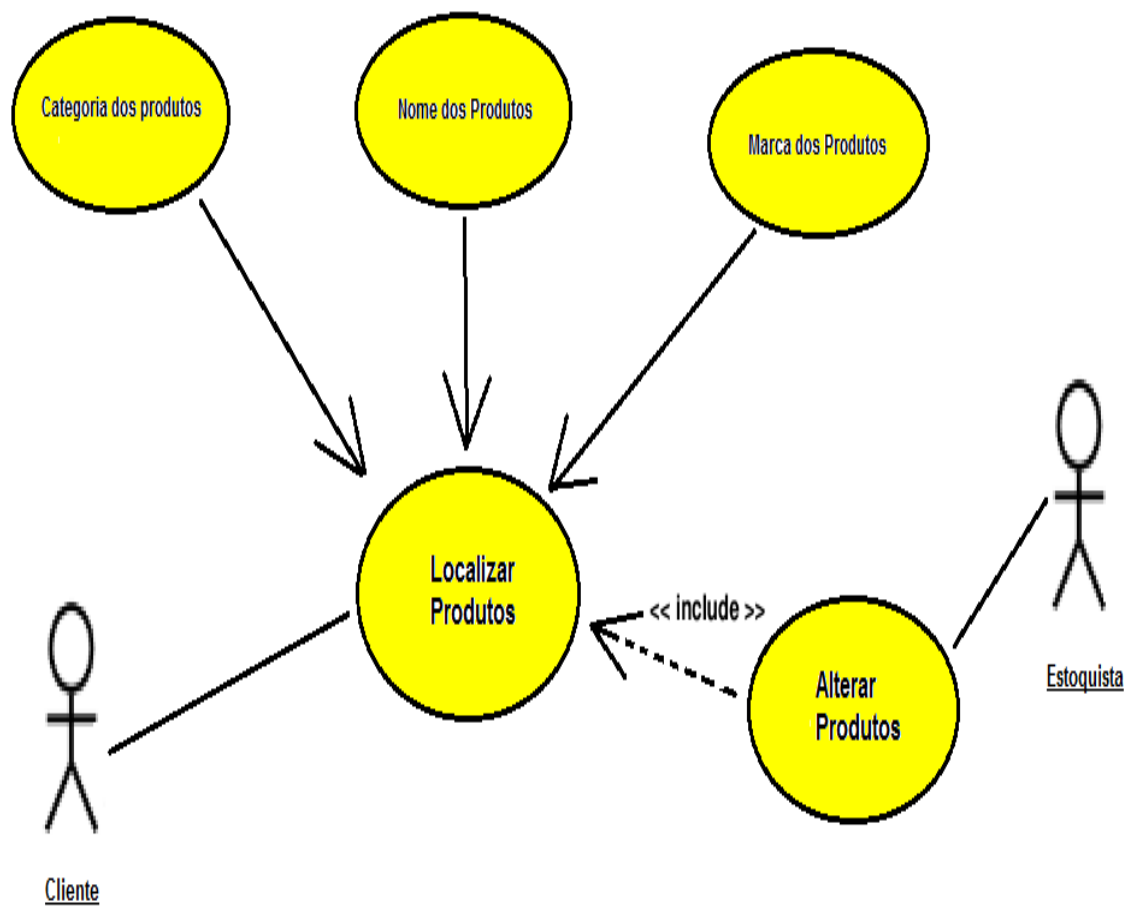 Categoria dos produtos
Nome dos Produtos
Marca dos Produtos
Localizar
Produtos
<< include >>
Alterar
Produtos
Estoquista
Cliente